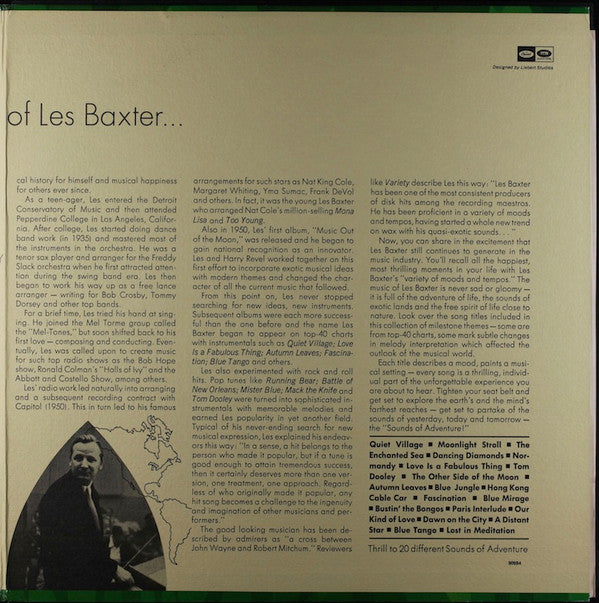 Designed by Liebert Studios
of Les Baxter...
cal history for himself and musical happiness
for others ever since.
As a teen-ager, Les entered the Detroit
Conservatory of Music and then attended
Pepperdine College in Los Angeles, Califor-
nia. After college, Les started doing dance
band work (in 1935) and mastered most of
the instruments in the orchestra. He was a
tenor sax player and arranger for the Freddy
Slack orchestra when he first attracted atten-
tion during the swing band era. Les then
began to work his way up as a free lance
arranger — writing for Bob Crosby, Tommy
Dorsey and other top bands.
For a brief time, Les tried his hand at sing-
ing. He joined the Mel Torme group called
the "Mel-Tones," but soon shifted back to his
first love — composing and conducting. Even-
tually, Les was called upon to create music
for such top radio shows as the Bob Hope
show, Ronald Colman's "Halls of Ivy" and the
Abbott and Costello Show, among others.
Les' radio work led naturally into arranging
and a subsequent recording contract with
Capitol (1950). This in turn led to his famous
arrangements for such stars as Nat King Cole,
Margaret Whiting, Yma Sumac, Frank DeVol
and others. In fact, it was the young Les Baxter
who arranged Nat Cole's million-selling Mona
Lisa and Too Young.
Also in 1950, Les' first album, "Music Out
of the Moon," was released and he began to
gain national recognition as an innovator.
Les and Harry Revel worked together on this
first effort to incorporate exotic musical ideas
with modern themes and changed the char-
acter of all the current music that followed.
From this point on, Les never stopped
searching for new ideas, new instruments.
Subsequent albums were each more success-
ful than the one before and the name Les
Baxter began to appear on top-40 charts
with instrumentals such as Quiet Village; Love
Is a Fabulous Thing; Autumn Leaves; Fascina-
tion; Blue Tango and others.
Les also experimented with rock and roll
hits. Pop tunes like Running Bear; Battle of
New Orleans; Mister Blue; Mack the Knife and
Tom Dooley were turned into sophisticated in-
strumentals with memorable melodies and
earned Les popularity in yet another field.
Typical of his never-ending search for new
musical expression, Les explained his endeav-
ors this way: "In a sense, a hit belongs to the
person who made it popular, but if a tune is
good enough to attain tremendous success,
then it certainly deserves more than one ver-
sion, one treatment, one approach. Regard-
less of who originally made it popular, any
hit song becomes a challenge to the ingenuity
and imagination of other musicians and per-
formers."
The good looking musician has been de-
scribed by admirers as "a cross between
John Wayne and Robert Mitchum." Reviewers
like Variety describe Les this way: "Les Baxter
has been one of the most consistent producers
of disk hits among the recording maestros.
He has been proficient in a variety of moods
and tempos, having started a whole new trend
on wax with his quasi-exotic sounds. . ."
Now, you can share in the excitement that
Les Baxter still continues to generate in the
music industry. You'll recall all the happiest,
most thrilling moments in your life with Les
Baxter's "variety of moods and tempos." The
music of Les Baxter is never sad or gloomy —
it is full of the adventure of life, the sounds of
exotic lands and the free spirit of life close to
nature. Look over the song titles included in
this collection of milestone themes — some are
from top-40 charts, some mark subtle changes
in melody interpretation which affected the
outlook of the musical world.
Each title describes a mood, paints a musi-
cal setting — every song is a thrilling, individ-
ual part of the unforgettable experience you
are about to hear. Tighten your seat belt and
get set to explore the earth's and the mind's
farthest reaches — get set to partake of the
sounds of yesterday, today and tomorrow —
the "Sounds of Adventure!"
Quiet Village ■ Moonlight Stroll ■ The
Enchanted Sea ■ Dancing Diamonds ■ Nor-
mandy ■ Love Is a Fabulous Thing ■ Tom
Dooley ■ The Other Side of the Moon ■
Autumn Leaves ■ Blue Jungle ■ Hong Kong
Cable Car ■ Fascination ■ Blue Mirage
■ Bustin' the Bongos ■ Paris Interlude ■ Our
Kind of Love ■ Dawn on the City ■ A Distant
Star ■ Blue Tango ■ Lost in Meditation
Thrill to 20 different Sounds of Adventure
90984